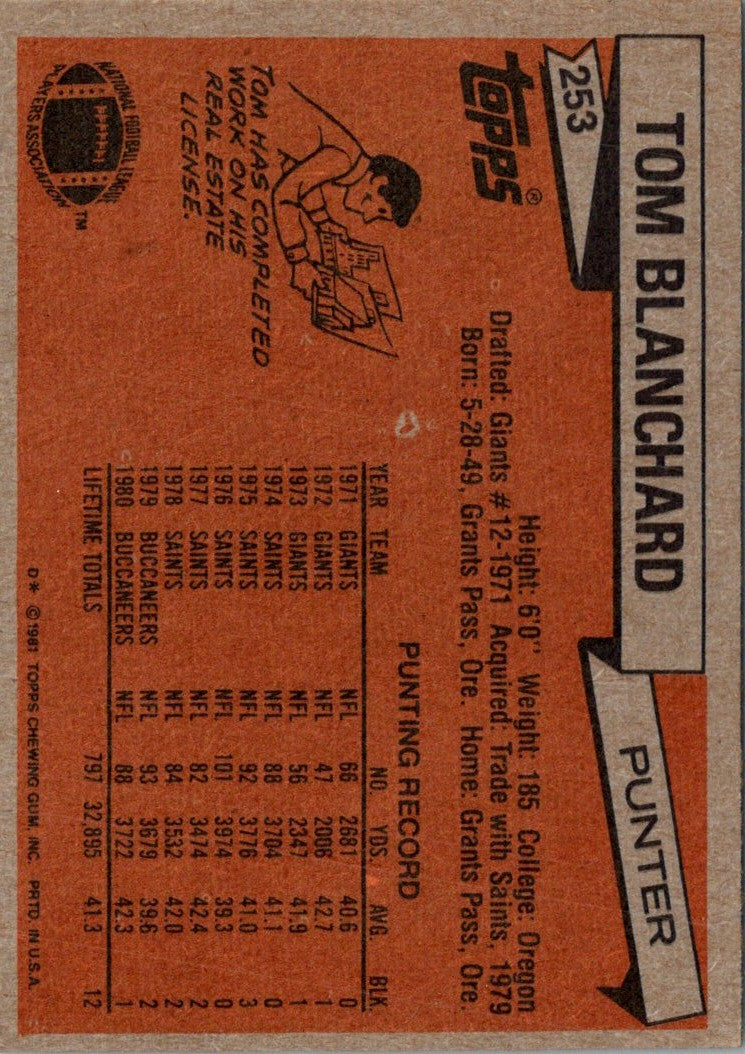 253
TOM BLANCHARD
PUNTER
TOPPS®
Height: 6'0" Weight: 185 College: Oregon
Drafted: Giants #12-1971 Acquired: Trade with Saints, 1979
Born: 5-28-49, Grants Pass, Ore. Home: Grants Pass, Ore.
TOM HAS COMPLETED
WORK ON HIS
REAL ESTATE
LICENSE.
NATIONAL FOOTBALL LEAGUE
PLAYERS ASSOCIATION
TM
PUNTING RECORD
YEAR TEAM NO. YDS. AVG. BLK.
1971 GIANTS NFL 66 2681 40.6 0
1972 GIANTS NFL 47 2006 42.7 1
1973 GIANTS NFL 56 2347 41.9 1
1974 SAINTS NFL 88 3704 41.1 0
1975 SAINTS NFL 92 3776 41.0 3
1976 SAINTS NFL 101 3974 39.3 0
1977 SAINTS NFL 82 3474 42.4 2
1978 SAINTS NFL 84 3532 42.0 2
1979 BUCCANEERS NFL 93 3679 39.6 2
1980 BUCCANEERS NFL 88 3722 42.3 1
LIFETIME TOTALS 797 32,895 41.3 12
D* © 1981 TOPPS CHEWING GUM, INC. PRTD. IN U.S.A.